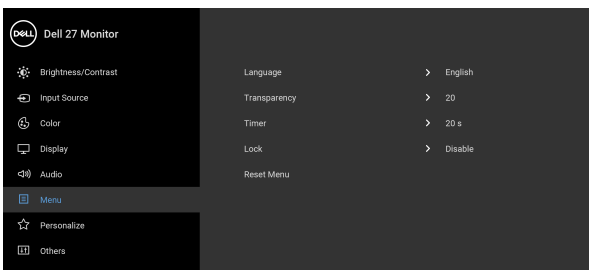 DELL Dell 27 Monitor
Brightness/Contrast
Input Source
Color
Display
Audio
Menu
Personalize
Others
Language > English
Transparency > 20
Timer > 20 s
Lock > Disable
Reset Menu